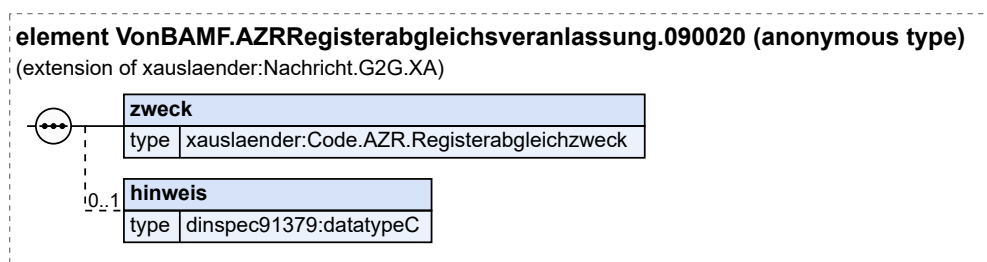 element VonBAMF.AZRRegisterabgleichsveranlassung.090020 (anonymous type)
(extension of xauslaender:Nachricht.G2G.XA)
zweck
type xauslaender:Code.AZR.Registerabgleichzweck
0..1
hinweis
type dinspec91379:datatypeC